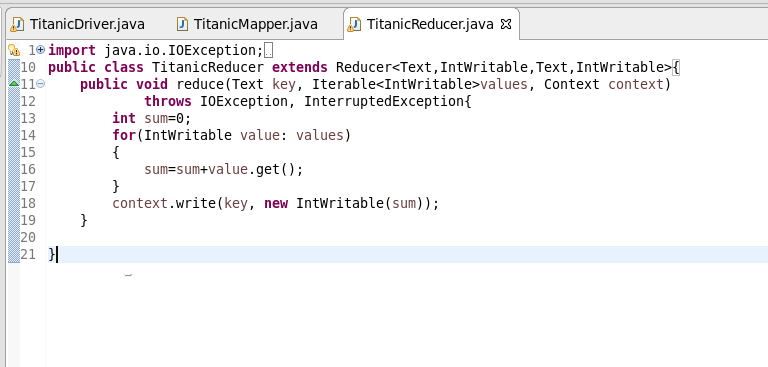 TitanicDriver.java TitanicMapper.java TitanicReducer.java
1 import java.io.IOException;
10 public class TitanicReducer extends Reducer<Text,IntWritable,Text,IntWritable>{
11     public void reduce(Text key, Iterable<IntWritable>values, Context context)
12             throws IOException, InterruptedException{
13         int sum=0;
14         for(IntWritable value: values)
15         {
16             sum=sum+value.get();
17         }
18         context.write(key, new IntWritable(sum));
19     }
20
21 }